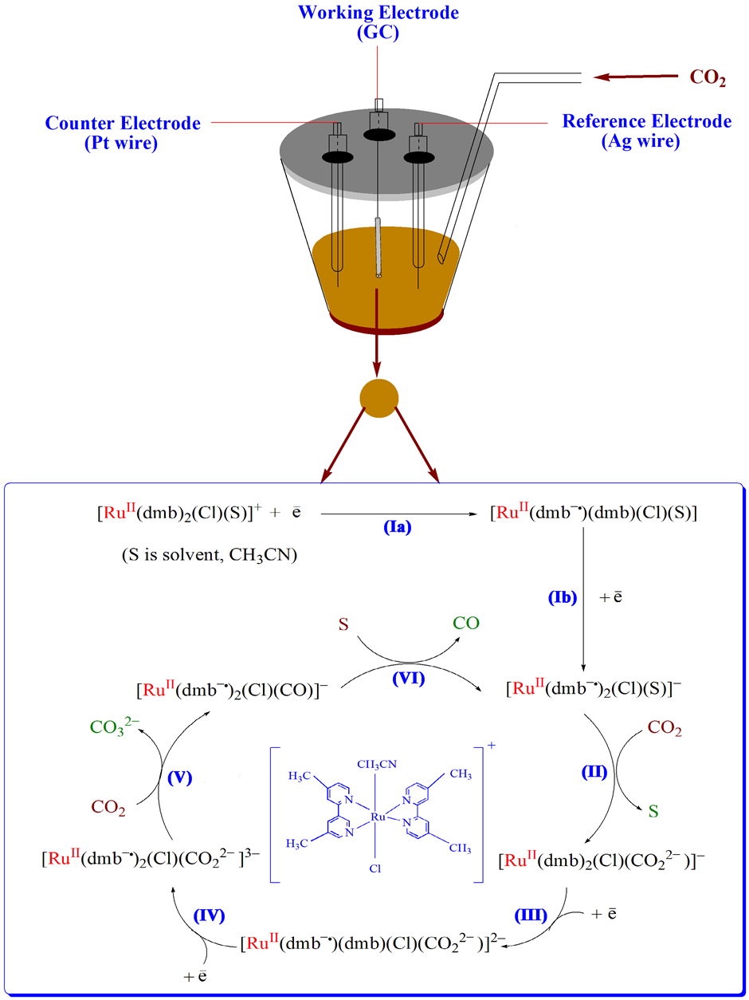 Working Electrode
(GC)
CO₂
Counter Electrode
(Pt wire)
Reference Electrode
(Ag wire)
[Ruᴵᴵ(dmb)₂(Cl)(S)]⁺ + e̅
(Ia)
[Ruᴵᴵ(dmb⁻•)(dmb)(Cl)(S)]
(S is solvent, CH₃CN)
(Ib)
+ e̅
S
CO
(VI)
[Ruᴵᴵ(dmb⁻•)₂(Cl)(CO)]⁻
[Ruᴵᴵ(dmb⁻•)₂(Cl)(S)]⁻
CO₃²⁻
CO₂
(V)
(II)
CO₂
S
+
CH₃CN
H₃C
CH₃
N
N
Ru
N
N
H₃C
CH₃
Cl
[Ruᴵᴵ(dmb⁻•)₂(Cl)(CO₂²⁻)]³⁻
[Ruᴵᴵ(dmb)₂(Cl)(CO₂²⁻)]⁻
(IV)
(III)
+ e̅
[Ruᴵᴵ(dmb⁻•)(dmb)(Cl)(CO₂²⁻)]²⁻
+ e̅